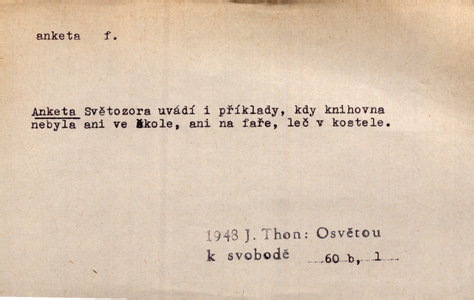 anketa f.
Anketa Světozora uvádí i příklady, kdy knihovna
nebyla ani ve škole, ani na faře, leč v kostele.
1948 J. Thon: Osvětou
k svobodě 60 b, 1